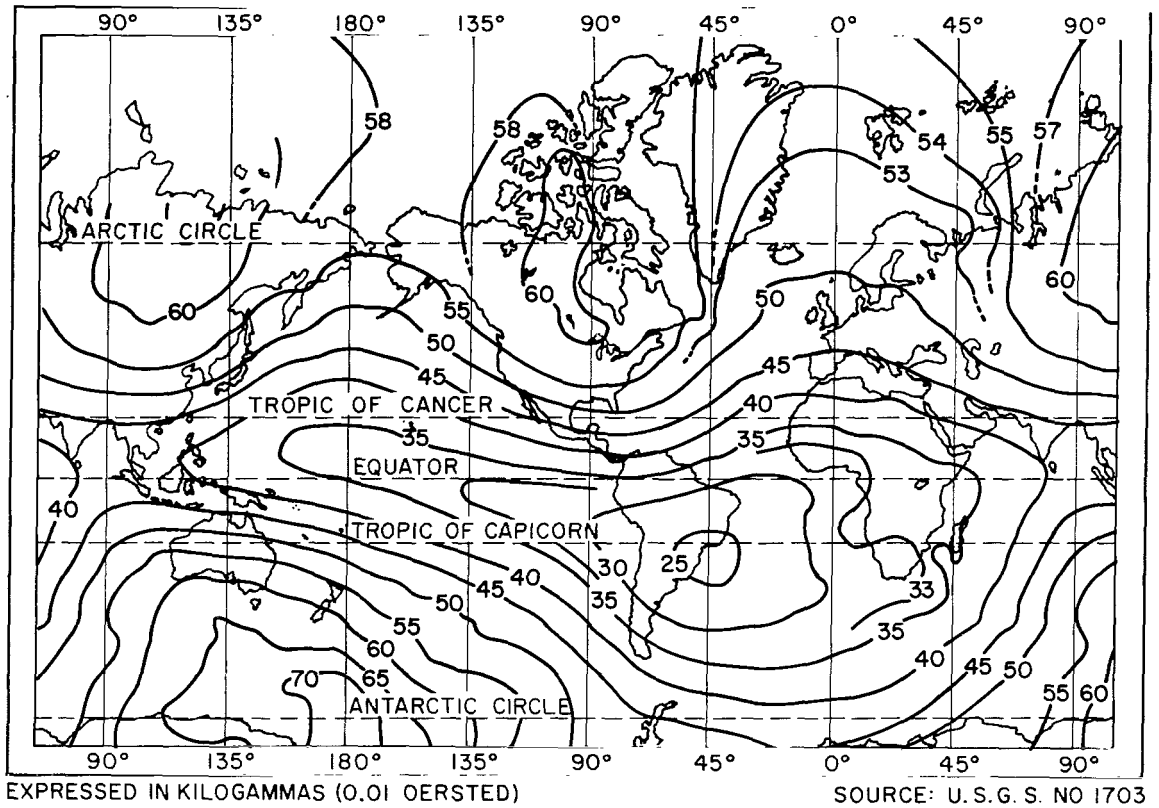 90° 135° 180° 135° 90° 45° 0° 45° 90°
58 58 54 55 57
53
ARCTIC CIRCLE
60 60 60
55 50
50
45 45
TROPIC OF CANCER 40
35 35
EQUATOR
40
TROPIC OF CAPICORN
30 25
45 40 35 33
50
55 35
60 40 45 50
70 65 55 60
ANTARCTIC CIRCLE
90° 135° 180° 135° 90° 45° 0° 45° 90°
EXPRESSED IN KILOGAMMAS (0.01 OERSTED) SOURCE: U.S.G.S. NO 1703